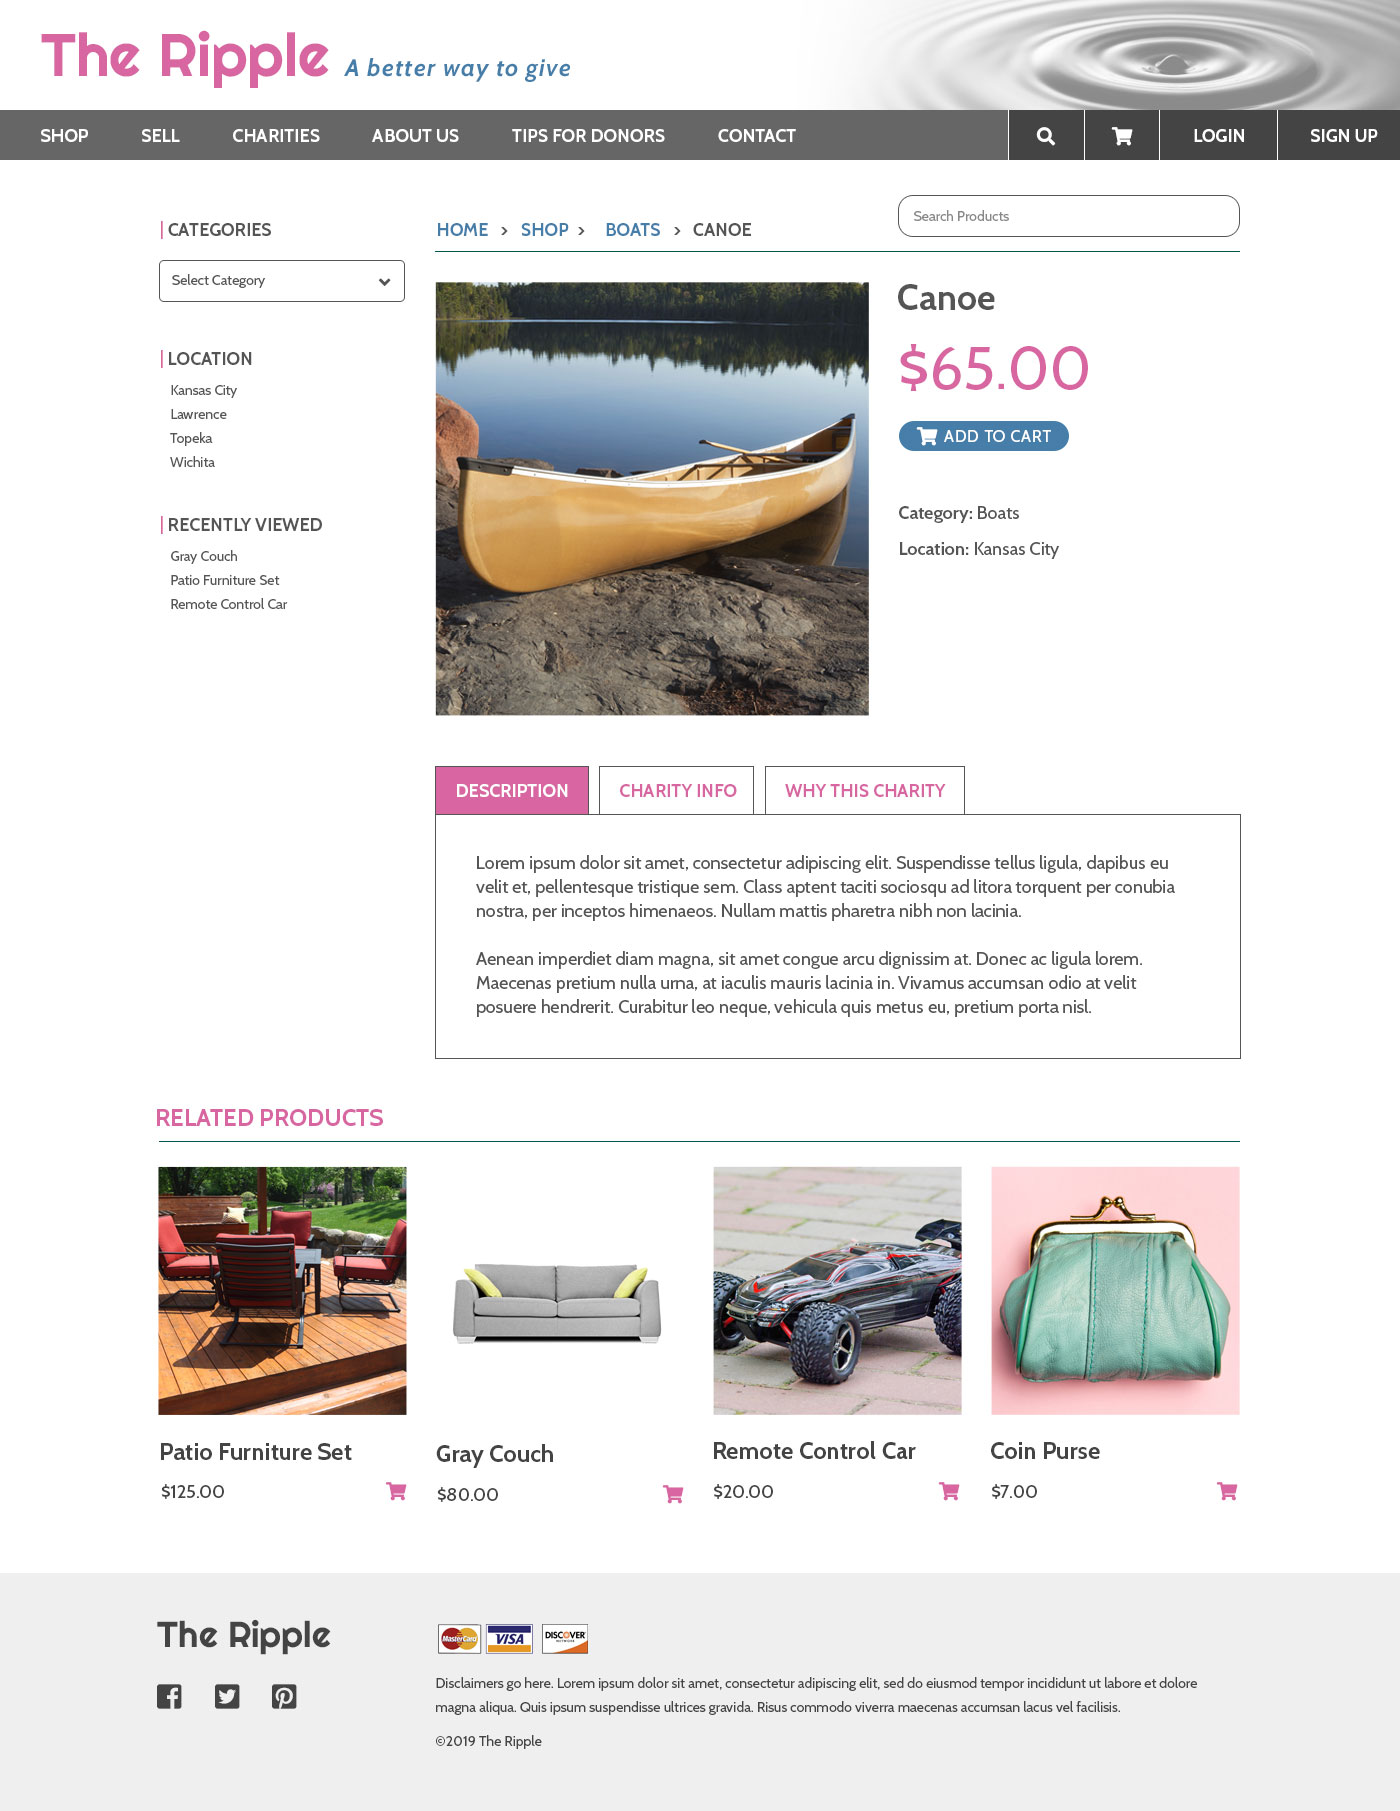 The Ripple A better way to give
SHOP SELL CHARITIES ABOUT US TIPS FOR DONORS CONTACT LOGIN SIGN UP
Search Products
CATEGORIES
Select Category
LOCATION
Kansas City
Lawrence
Topeka
Wichita
RECENTLY VIEWED
Gray Couch
Patio Furniture Set
Remote Control Car
HOME > SHOP > BOATS > CANOE
Canoe
$65.00
ADD TO CART
Category: Boats
Location: Kansas City
DESCRIPTION CHARITY INFO WHY THIS CHARITY
Lorem ipsum dolor sit amet, consectetur adipiscing elit. Suspendisse tellus ligula, dapibus eu
velit et, pellentesque tristique sem. Class aptent taciti sociosqu ad litora torquent per conubia
nostra, per inceptos himenaeos. Nullam mattis pharetra nibh non lacinia.
Aenean imperdiet diam magna, sit amet congue arcu dignissim at. Donec ac ligula lorem.
Maecenas pretium nulla urna, at iaculis mauris lacinia in. Vivamus accumsan odio at velit
posuere hendrerit. Curabitur leo neque, vehicula quis metus eu, pretium porta nisl.
RELATED PRODUCTS
Patio Furniture Set
$125.00
Gray Couch
$80.00
Remote Control Car
$20.00
Coin Purse
$7.00
The Ripple
MasterCard VISA DISCOVER
NETWORK
Disclaimers go here. Lorem ipsum dolor sit amet, consectetur adipiscing elit, sed do eiusmod tempor incididunt ut labore et dolore
magna aliqua. Quis ipsum suspendisse ultrices gravida. Risus commodo viverra maecenas accumsan lacus vel facilisis.
©2019 The Ripple